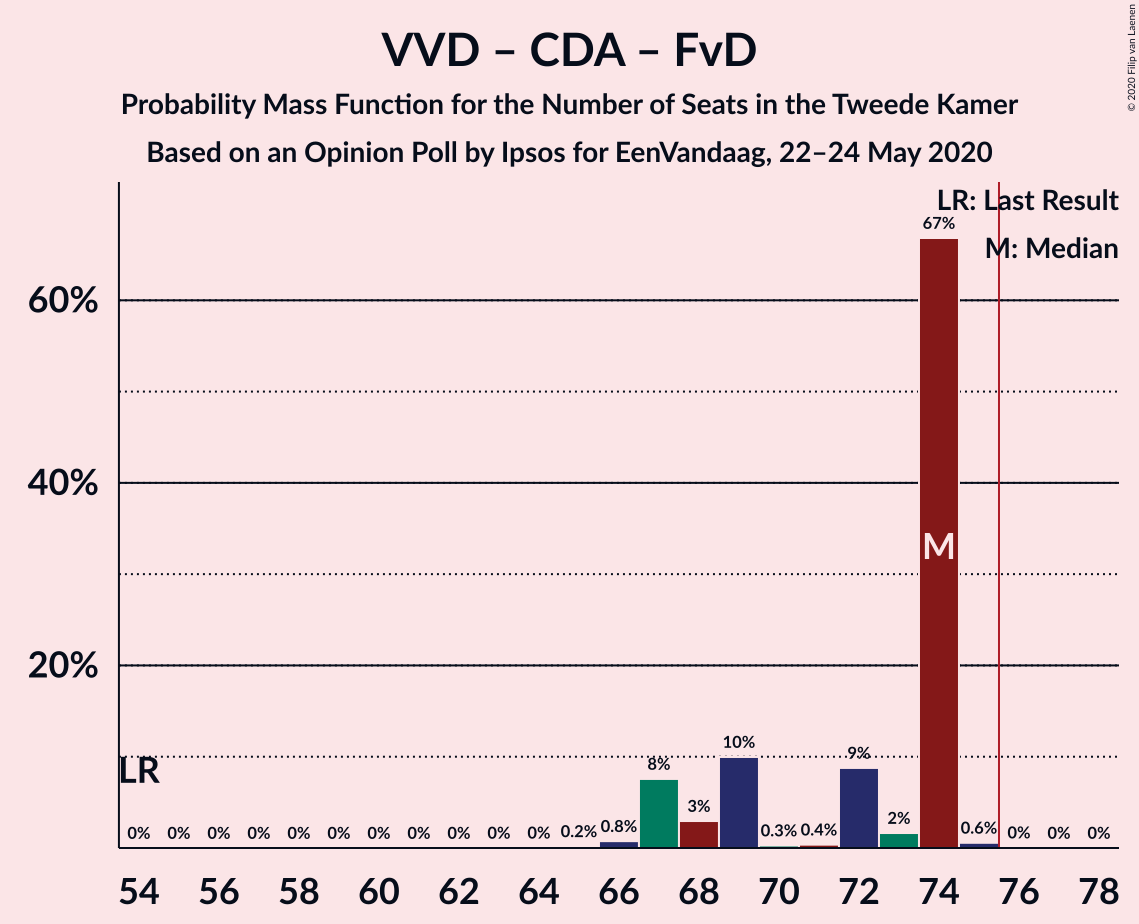 VVD – CDA – FvD
Probability Mass Function for the Number of Seats in the Tweede Kamer
Based on an Opinion Poll by Ipsos for EenVandaag, 22–24 May 2020
© 2020 Filip van Laenen
LR: Last Result
M: Median
60%
40%
20%
LR
M
0% 0% 0% 0% 0% 0% 0% 0% 0% 0% 0% 0.2% 0.8% 8% 3% 10% 0.3% 0.4% 9% 2% 67% 0.6% 0% 0% 0%
54 56 58 60 62 64 66 68 70 72 74 76 78